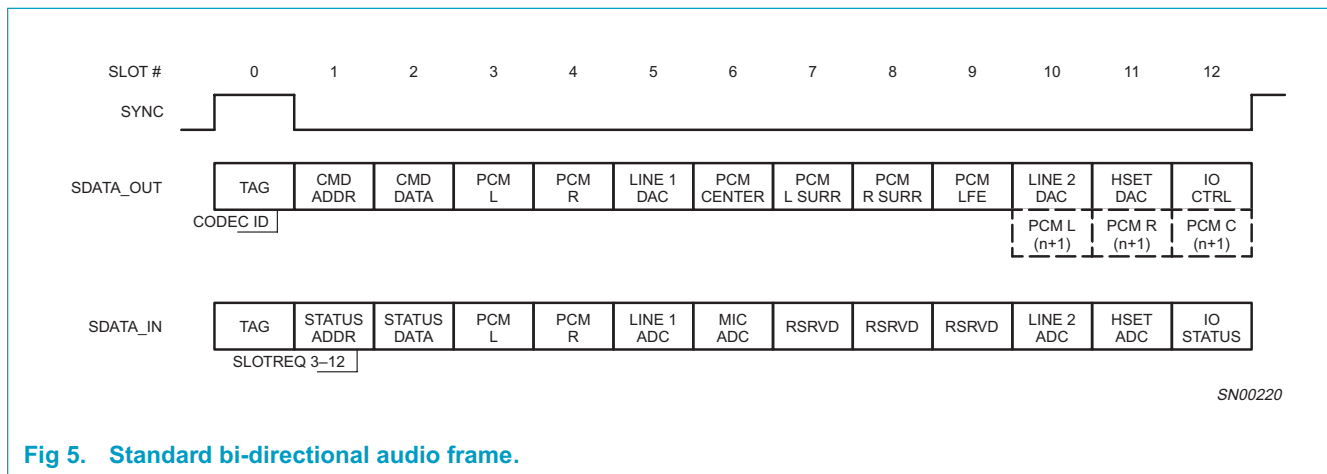 SLOT # 0 1 2 3 4 5 6 7 8 9 10 11 12
SYNC
SDATA_OUT TAG CMD ADDR CMD DATA PCM L PCM R LINE 1 DAC PCM CENTER PCM L SURR PCM R SURR PCM LFE LINE 2 DAC HSET DAC IO CTRL
CODEC ID
PCM L (n+1) PCM R (n+1) PCM C (n+1)
SDATA_IN TAG STATUS ADDR STATUS DATA PCM L PCM R LINE 1 ADC MIC ADC RSRVD RSRVD RSRVD LINE 2 ADC HSET ADC IO STATUS
SLOTREQ 3–12
SN00220
Fig 5. Standard bi-directional audio frame.